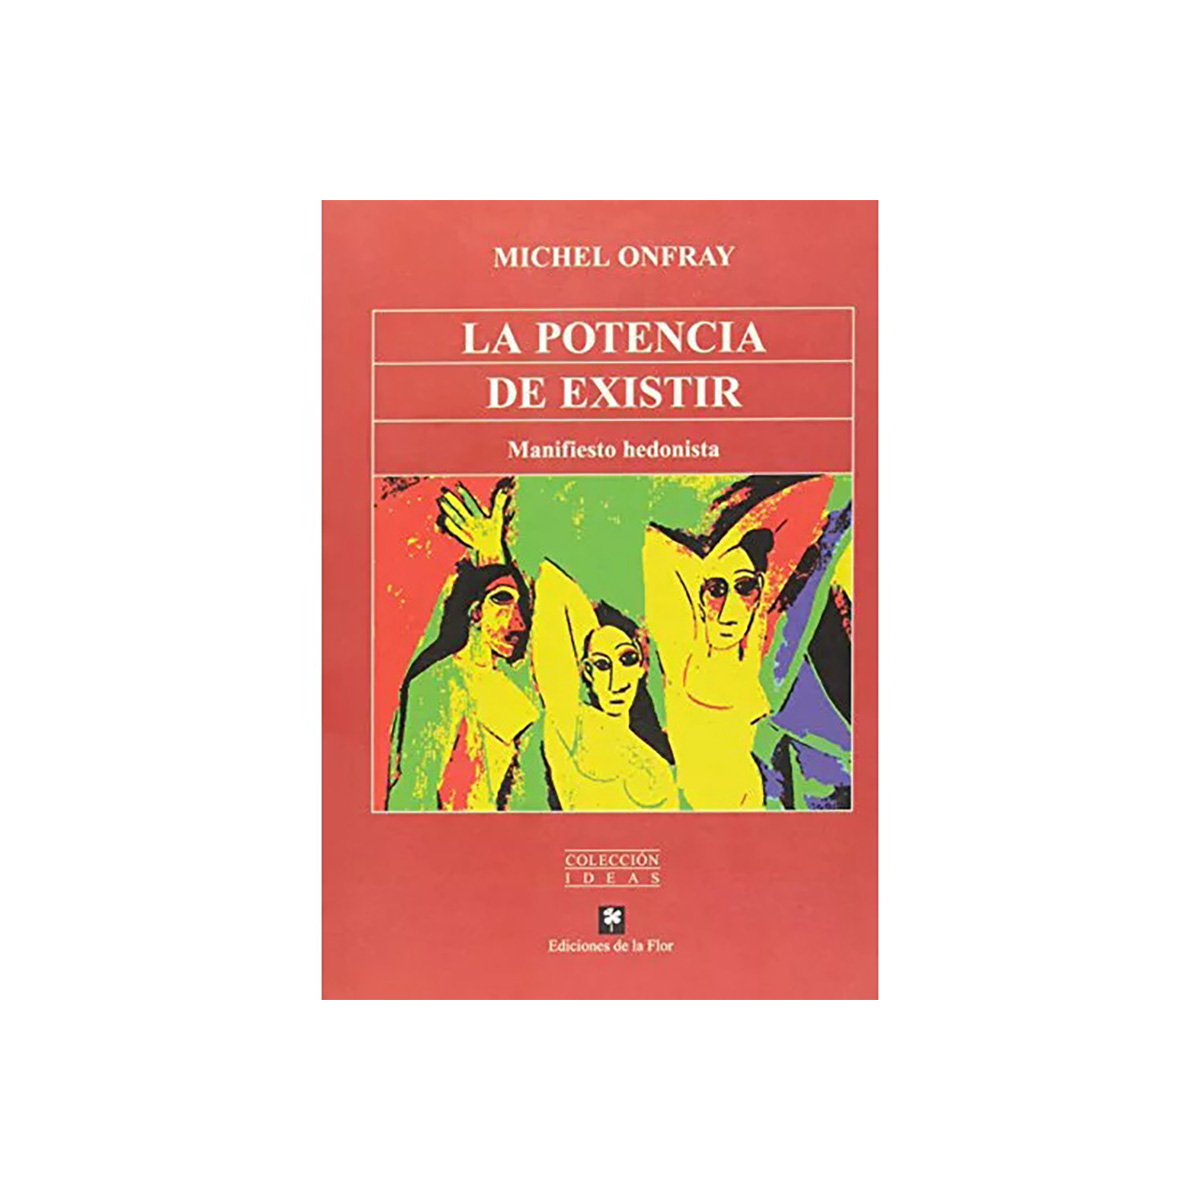 MICHEL ONFRAY
LA POTENCIA
DE EXISTIR
Manifiesto hedonista
COLECCIÓN
IDEAS
Ediciones de la Flor